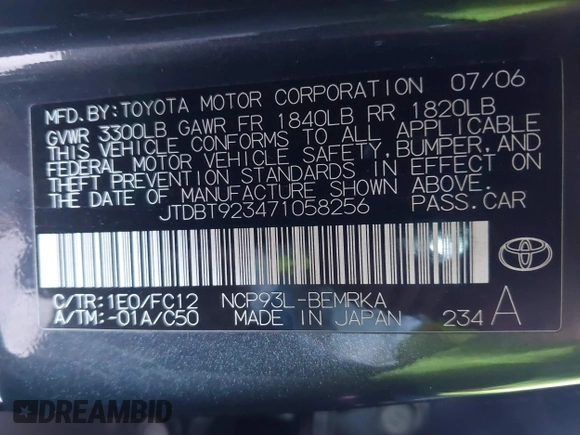 MFD.BY:TOYOTA MOTOR CORPORATION 07/06
GVWR 3300LB GAWR FR 1840LB RR 1820LB
THIS VEHICLE CONFORMS TO ALL APPLICABLE
FEDERAL MOTOR VEHICLE SAFETY,BUMPER,AND
THEFT PREVENTION STANDARDS IN EFFECT ON
THE DATE OF MANUFACTURE SHOWN ABOVE.
JTDBT923471058256 PASS.CAR
C/TR:1E0/FC12 NCP93L-BEMRKA
A/TM:-01A/C50 MADE IN JAPAN 234 A
TOYOTA
DREAMBID